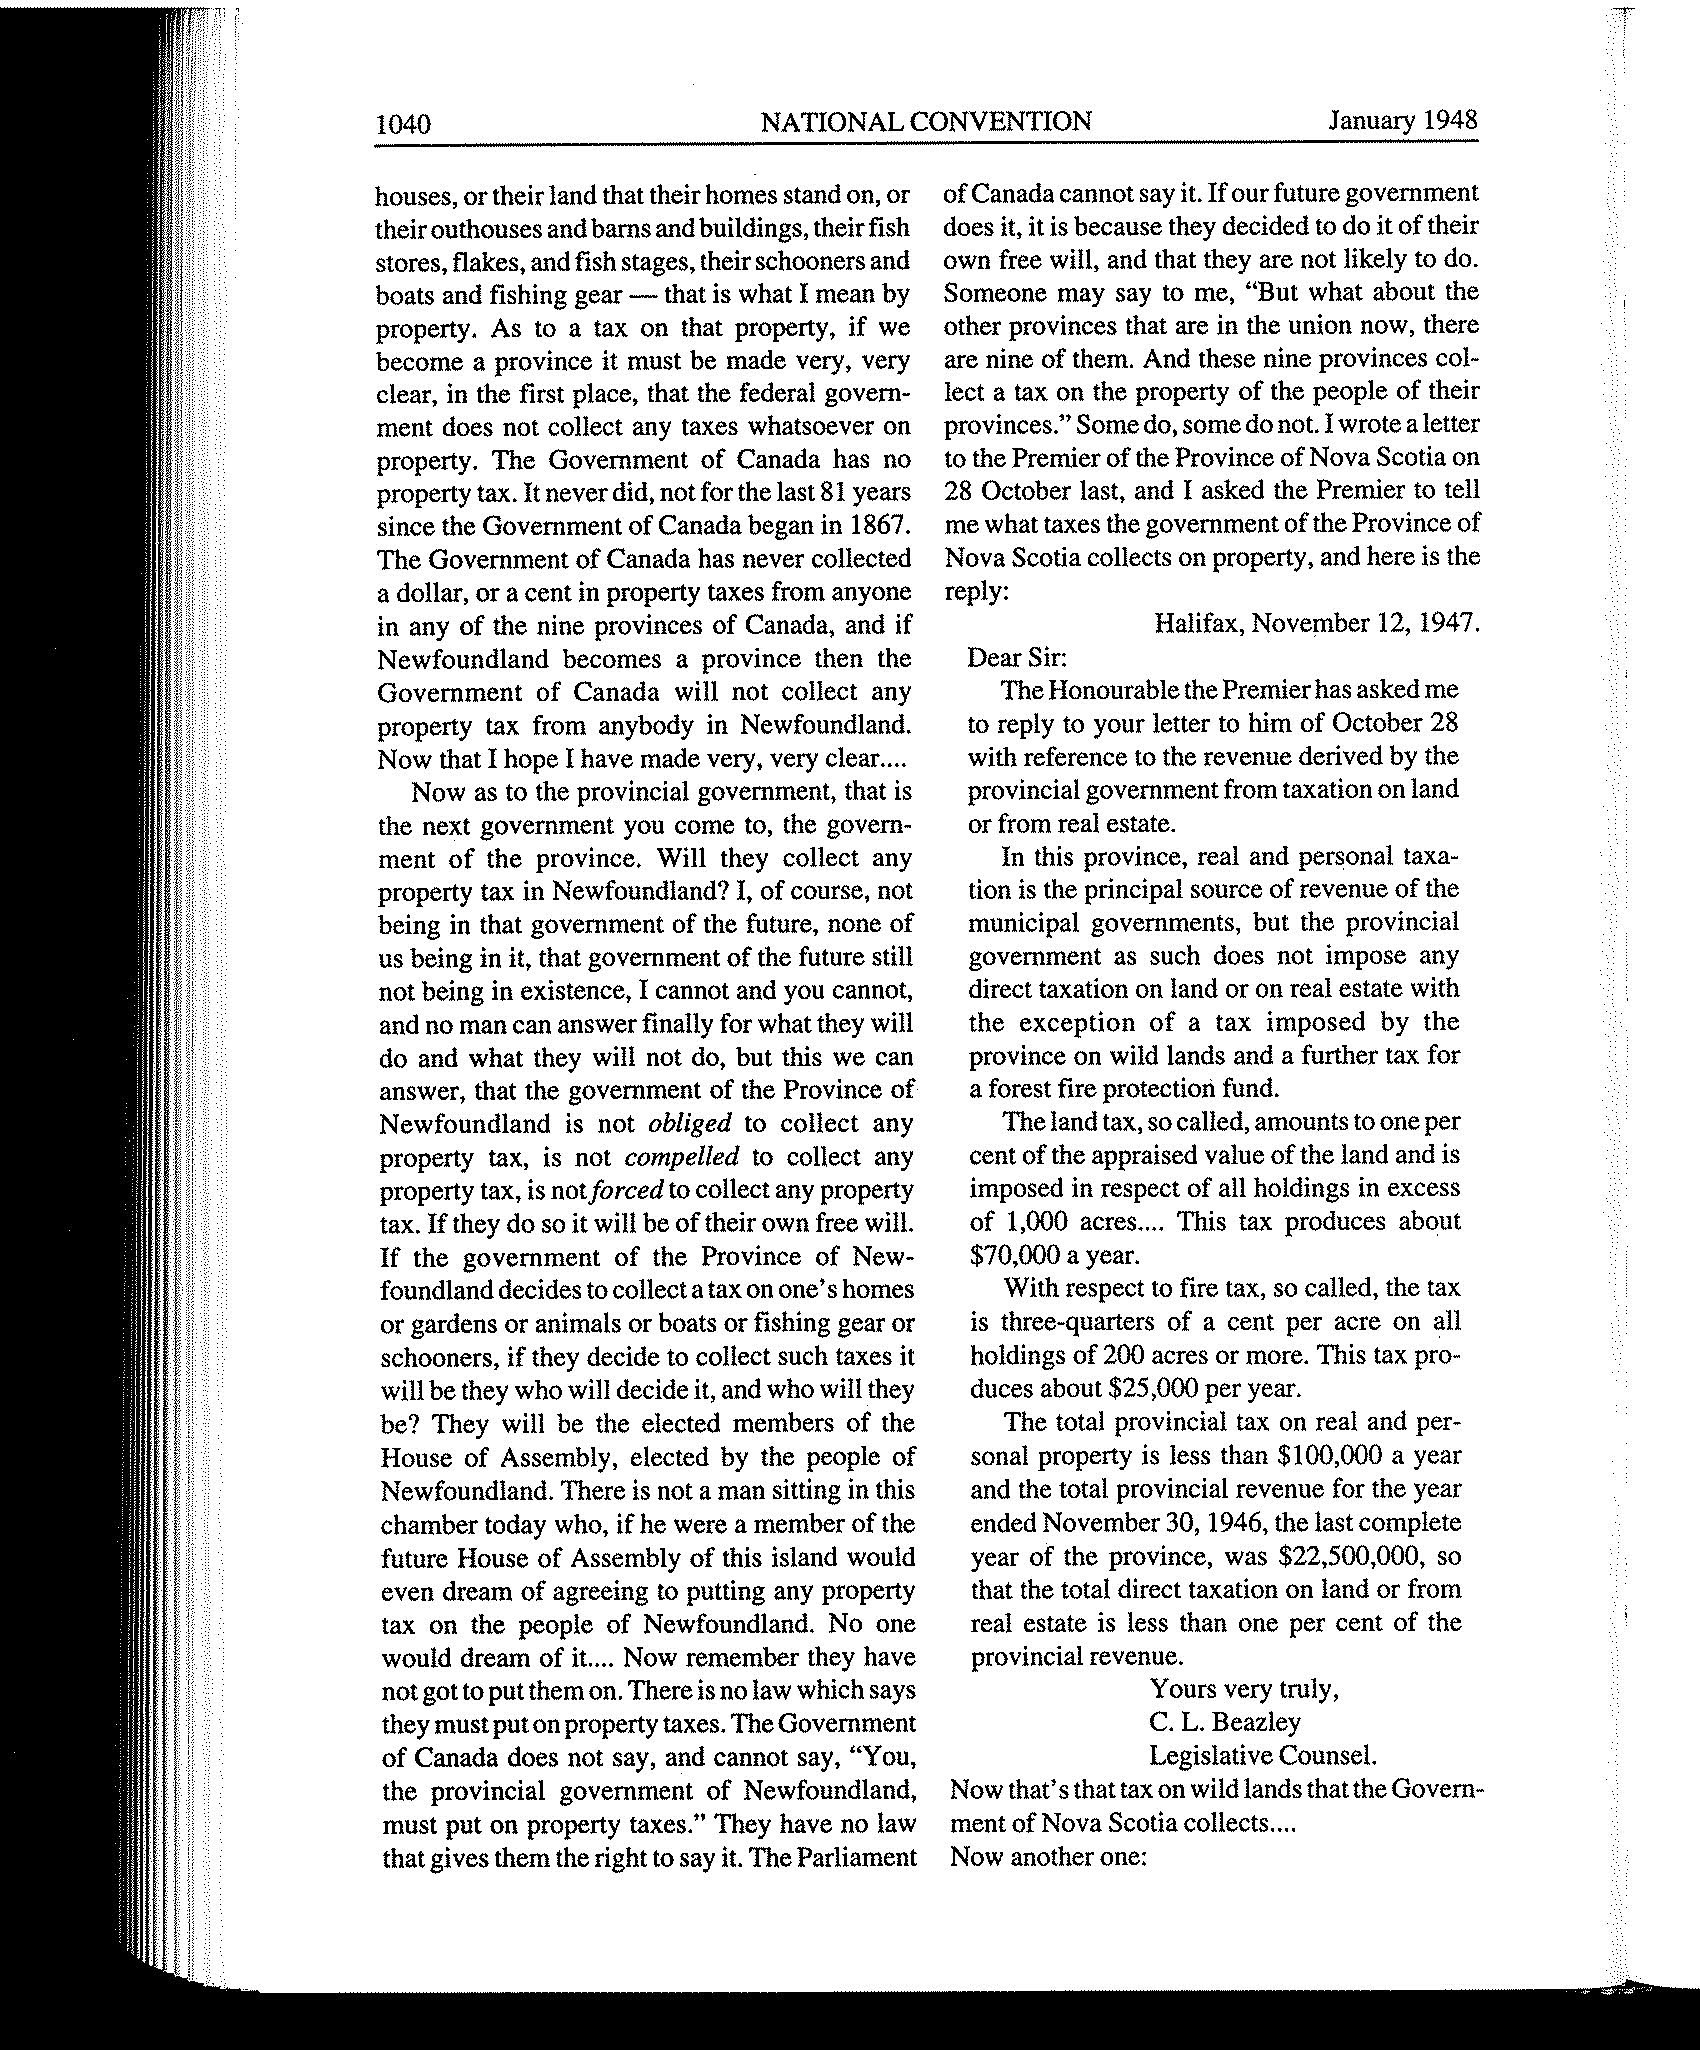 1040 NATIONAL CONVENTION January 1948
houses, or their land that their homes stand on, or
their outhouses and barns and buildings, their fish
stores, flakes, and fish stages, their schooners and
boats and fishing gear — that is what I mean by
property. As to a tax on that property, if we
become a province it must be made very, very
clear, in the first place, that the federal govern-
ment does not collect any taxes whatsoever on
property. The Government of Canada has no
property tax. It never did, not for the last 81 years
since the Government of Canada began in 1867.
The Government of Canada has never collected
a dollar, or a cent in property taxes from anyone
in any of the nine provinces of Canada, and if
Newfoundland becomes a province then the
Government of Canada will not collect any
property tax from anybody in Newfoundland.
Now that I hope I have made very, very clear....
Now as to the provincial government, that is
the next government you come to, the govern-
ment of the province. Will they collect any
property tax in Newfoundland? I, of course, not
being in that government of the future, none of
us being in it, that government of the future still
not being in existence, I cannot and you cannot,
and no man can answer finally for what they will
do and what they will not do, but this we can
answer, that the government of the Province of
Newfoundland is not obliged to collect any
property tax, is not compelled to collect any
property tax, is not forced to collect any property
tax. If they do so it will be of their own free will.
If the government of the Province of New-
foundland decides to collect a tax on one's homes
or gardens or animals or boats or fishing gear or
schooners, if they decide to collect such taxes it
will be they who will decide it, and who will they
be? They will be the elected members of the
House of Assembly, elected by the people of
Newfoundland. There is not a man sitting in this
chamber today who, if he were a member of the
future House of Assembly of this island would
even dream of agreeing to putting any property
tax on the people of Newfoundland. No one
would dream of it.... Now remember they have
not got to put them on. There is no law which says
they must put on property taxes. The Government
of Canada does not say, and cannot say, "You,
the provincial government of Newfoundland,
must put on property taxes." They have no law
that gives them the right to say it. The Parliament
of Canada cannot say it. If our future government
does it, it is because they decided to do it of their
own free will, and that they are not likely to do.
Someone may say to me, "But what about the
other provinces that are in the union now, there
are nine of them. And these nine provinces col-
lect a tax on the property of the people of their
provinces." Some do, some do not. I wrote a letter
to the Premier of the Province of Nova Scotia on
28 October last, and I asked the Premier to tell
me what taxes the government of the Province of
Nova Scotia collects on property, and here is the
reply:
Halifax, November 12, 1947.
Dear Sir:
The Honourable the Premier has asked me
to reply to your letter to him of October 28
with reference to the revenue derived by the
provincial government from taxation on land
or from real estate.
In this province, real and personal taxa-
tion is the principal source of revenue of the
municipal governments, but the provincial
government as such does not impose any
direct taxation on land or on real estate with
the exception of a tax imposed by the
province on wild lands and a further tax for
a forest fire protection fund.
The land tax, so called, amounts to one per
cent of the appraised value of the land and is
imposed in respect of all holdings in excess
of 1,000 acres.... This tax produces about
$70,000 a year.
With respect to fire tax, so called, the tax
is three-quarters of a cent per acre on all
holdings of 200 acres or more. This tax pro-
duces about $25,000 per year.
The total provincial tax on real and per-
sonal property is less than $100,000 a year
and the total provincial revenue for the year
ended November 30, 1946, the last complete
year of the province, was $22,500,000, so
that the total direct taxation on land or from
real estate is less than one per cent of the
provincial revenue.
Yours very truly,
C. L. Beazley
Legislative Counsel.
Now that's that tax on wild lands that the Govern-
ment of Nova Scotia collects....
Now another one: